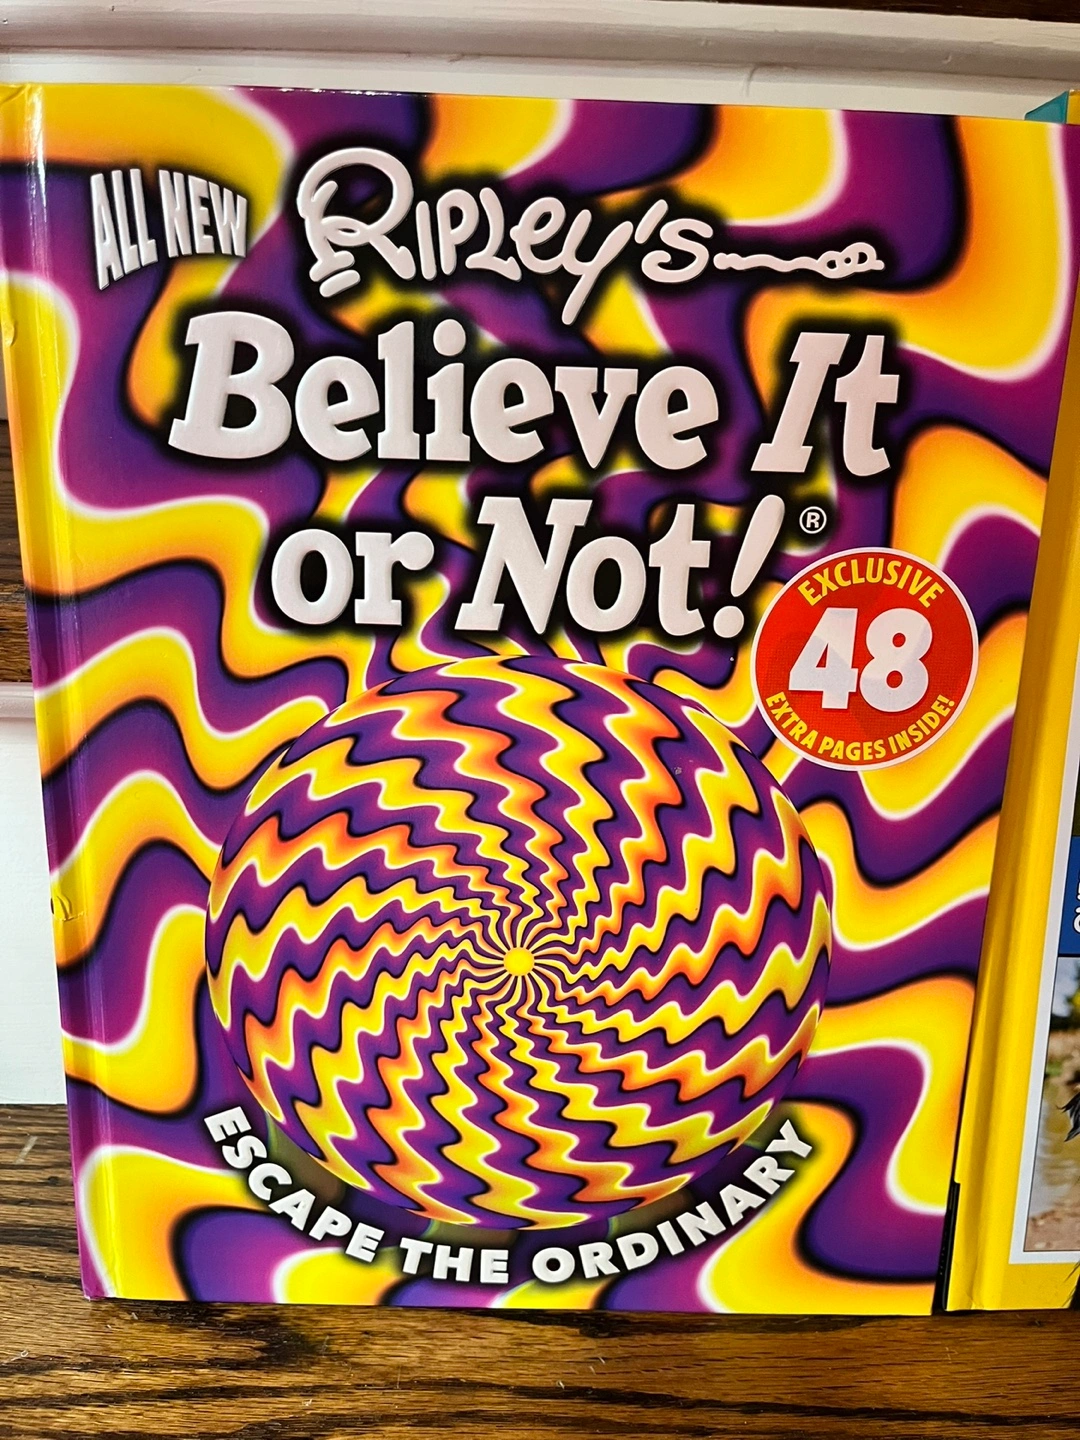 ALL NEW
RIPLEY's
Believe It
or Not!®
EXCLUSIVE
48
EXTRA PAGES INSIDE!
ESCAPE THE ORDINARY